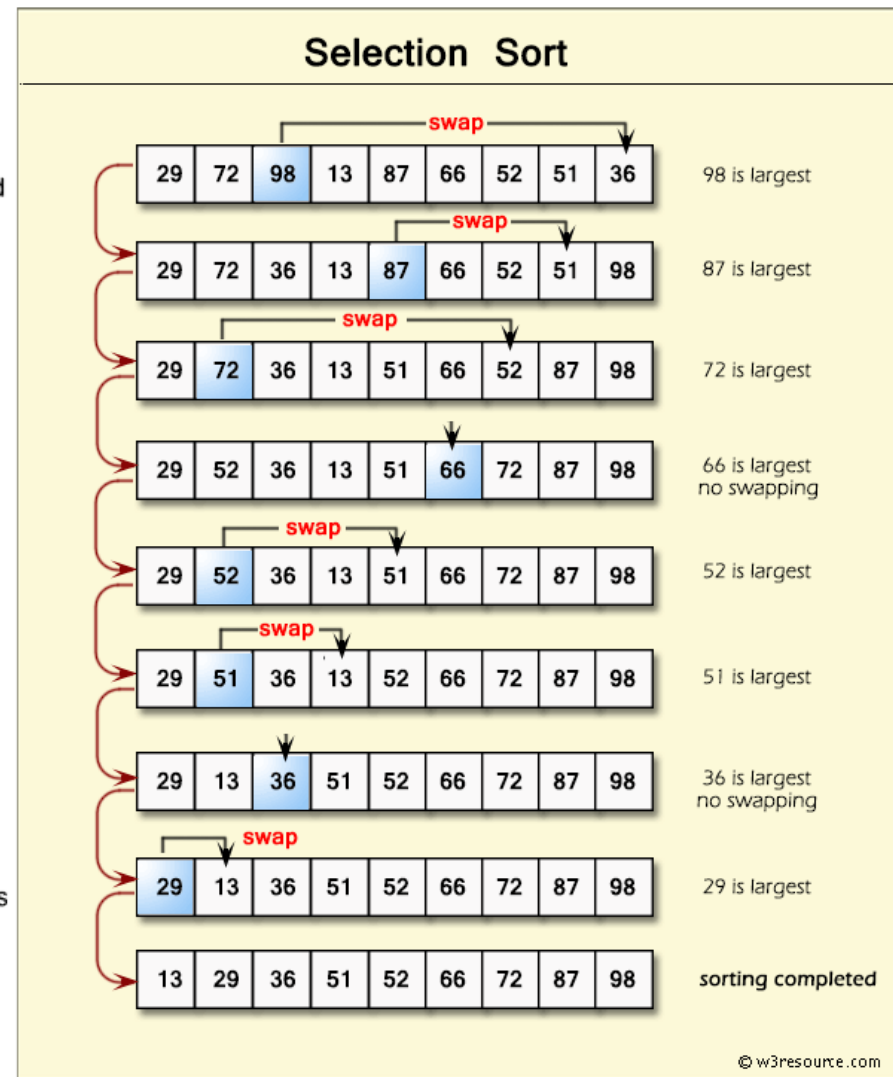 Selection Sort
swap
29 72 98 13 87 66 52 51 36
98 is largest
swap
29 72 36 13 87 66 52 51 98
87 is largest
swap
29 72 36 13 51 66 52 87 98
72 is largest
29 52 36 13 51 66 72 87 98
66 is largest
no swapping
swap
29 52 36 13 51 66 72 87 98
52 is largest
swap
29 51 36 13 52 66 72 87 98
51 is largest
29 13 36 51 52 66 72 87 98
36 is largest
no swapping
swap
29 13 36 51 52 66 72 87 98
29 is largest
13 29 36 51 52 66 72 87 98
sorting completed
© w3resource.com